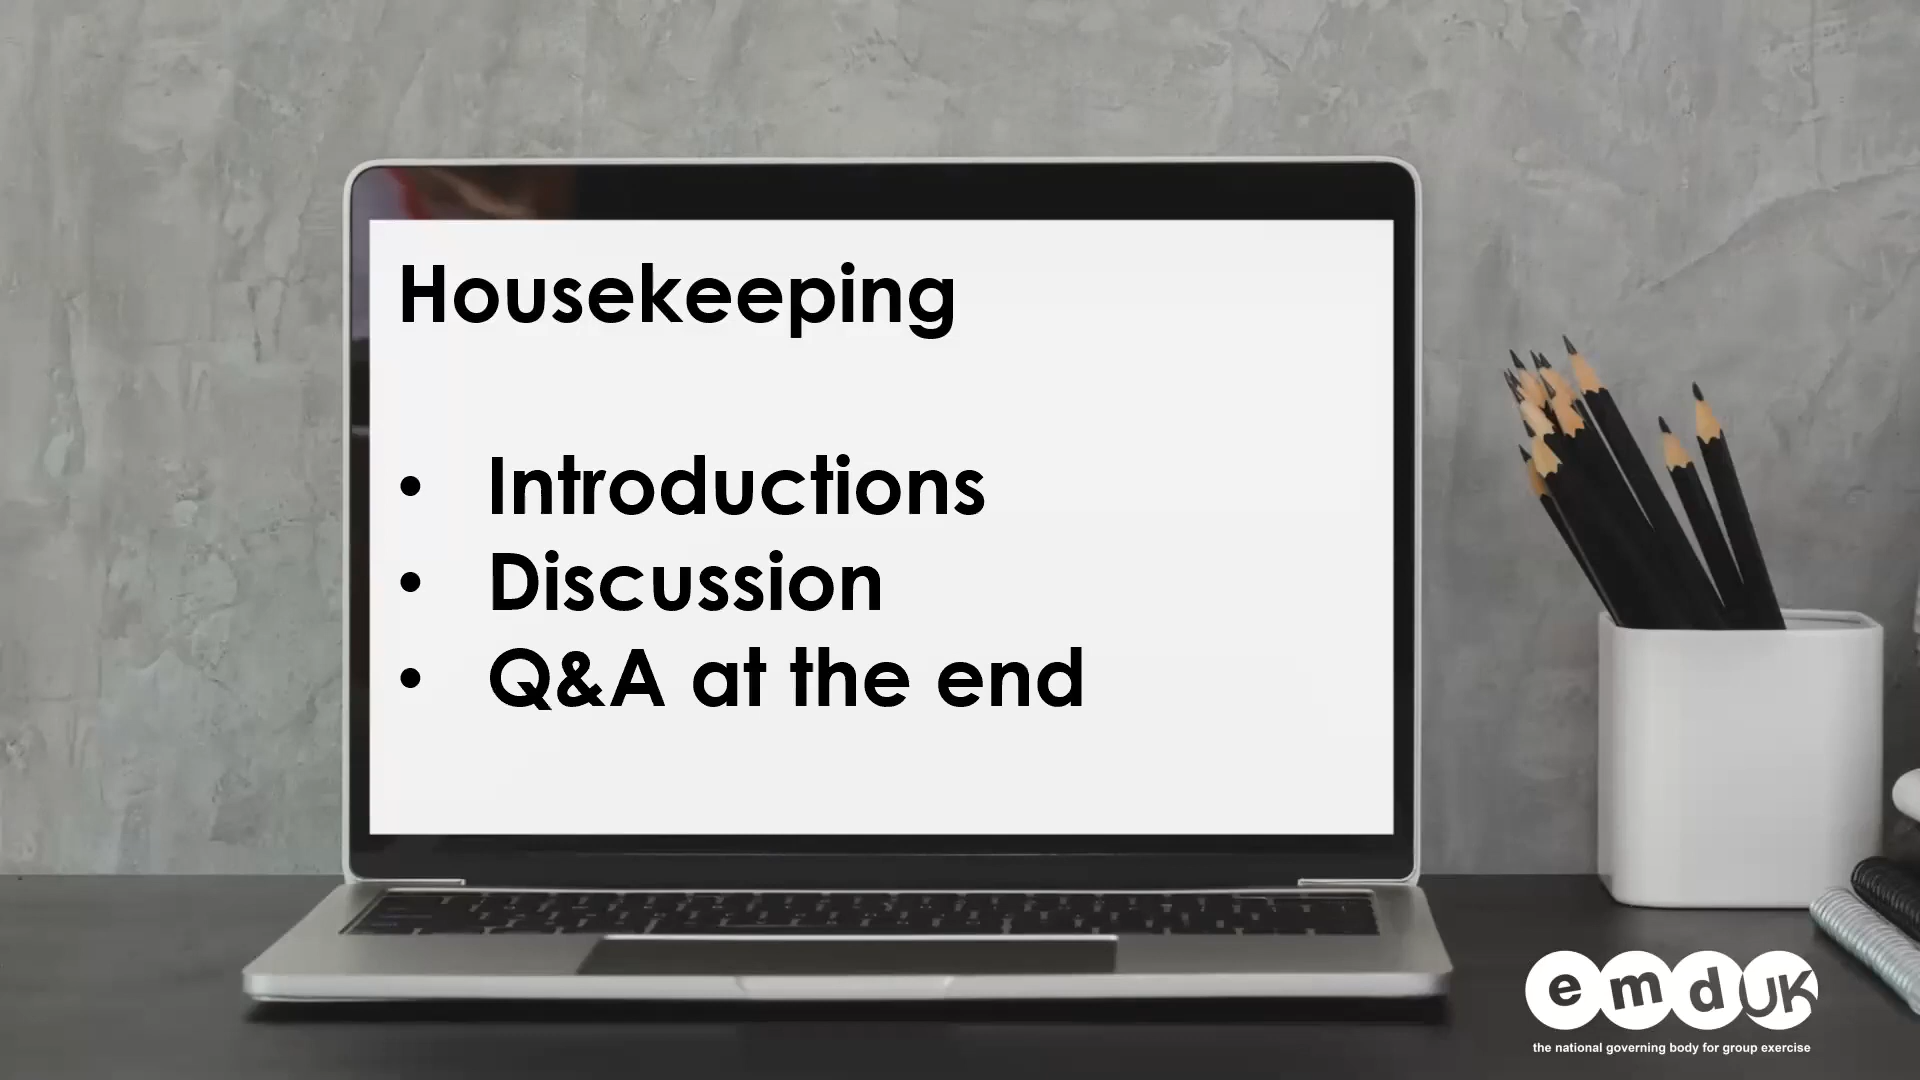 Housekeeping
• Introductions
• Discussion
• Q&A at the end
emduk
the national governing body for group exercise